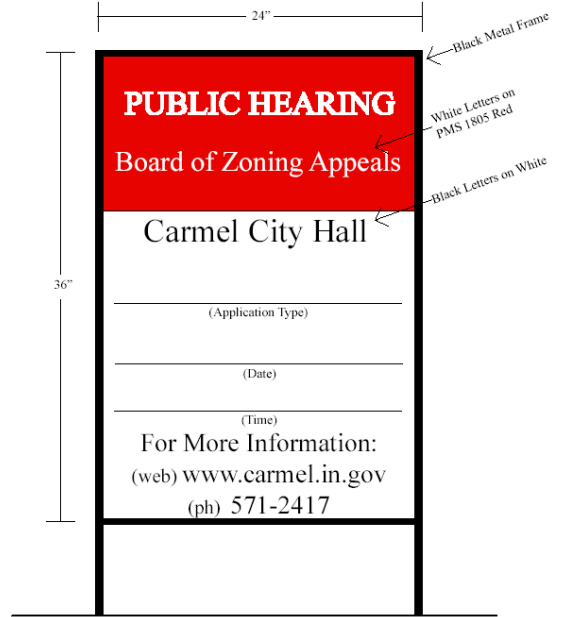 24”
Black Metal Frame
PUBLIC HEARING
White Letters on
PMS 1805 Red
Board of Zoning Appeals
Black Letters on White
Carmel City Hall
36”
(Application Type)
(Date)
(Time)
For More Information:
(web) www.carmel.in.gov
(ph) 571-2417